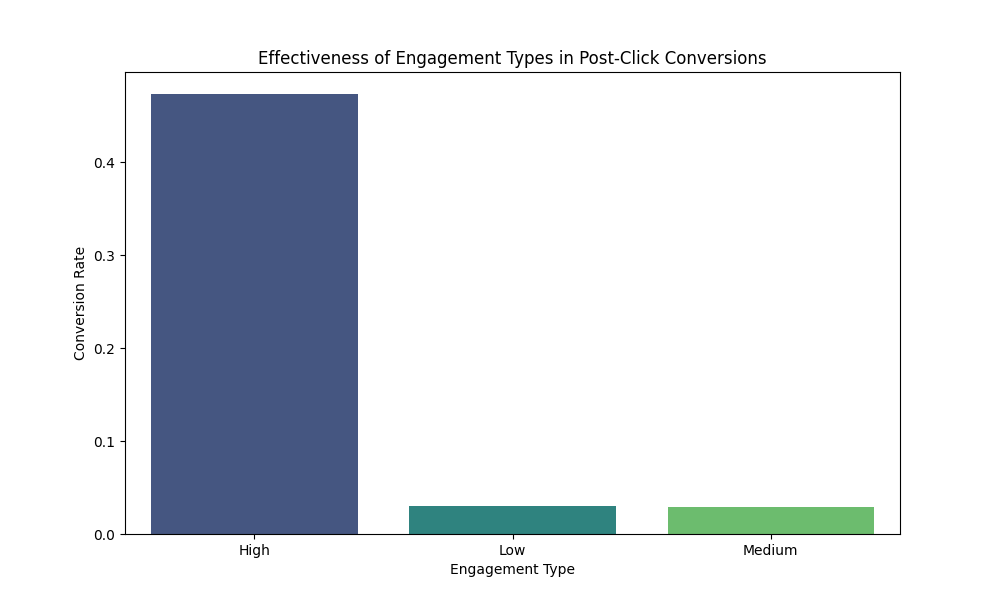 Effectiveness of Engagement Types in Post-Click Conversions
Conversion Rate
0.4
0.3
0.2
0.1
0.0
High
Low
Medium
Engagement Type